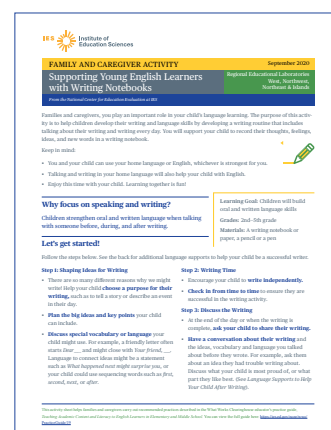 IES
Institute of
Education Sciences
FAMILY AND CAREGIVER ACTIVITY
September 2020
Supporting Young English Learners
with Writing Notebooks
Regional Educational Laboratories
West, Northwest,
Northeast & Islands
From the National Center for Education Evaluation at IES
Families and caregivers, you play an important role in your child's language learning. The purpose of this activ-
ity is to help children develop their writing and language skills by developing a writing routine that includes
talking about their writing and writing every day. You will support your child to record their thoughts, feelings,
ideas, and new words in a writing notebook.
Keep in mind:
• You and your child can use your home language or English, whichever is stronger for you.
• Talking and writing in your home language will also help your child with English.
• Enjoy this time with your child. Learning together is fun!
Why focus on speaking and writing?
Children strengthen oral and written language when talking
with someone before, during, and after writing.
Learning Goal: Children will build
oral and written language skills
Grades: 2nd–5th grade
Materials: A writing notebook or
paper, a pencil or a pen
Let's get started!
Follow the steps below. See the back for additional language supports to help your child be a successful writer.
Step 1: Shaping Ideas for Writing
• There are so many different reasons why we might
write! Help your child choose a purpose for their
writing, such as to tell a story or describe an event
in their day.
• Plan the big ideas and key points your child
can include.
• Discuss special vocabulary or language your
child might use. For example, a friendly letter often
starts Dear __ and might close with Your friend, __.
Language to connect ideas might be a statement
such as What happened next might surprise you, or
your child could use sequencing words such as first,
second, next, or after.
Step 2: Writing Time
• Encourage your child to write independently.
• Check in from time to time to ensure they are
successful in the writing activity.
Step 3: Discuss the Writing
• At the end of the day or when the writing is
complete, ask your child to share their writing.
• Have a conversation about their writing and
the ideas, vocabulary and language you talked
about before they wrote. For example, ask them
about an idea they had trouble writing about.
Discuss what your child is most proud of, or what
part they like best. (See Language Supports to Help
Your Child After Writing).